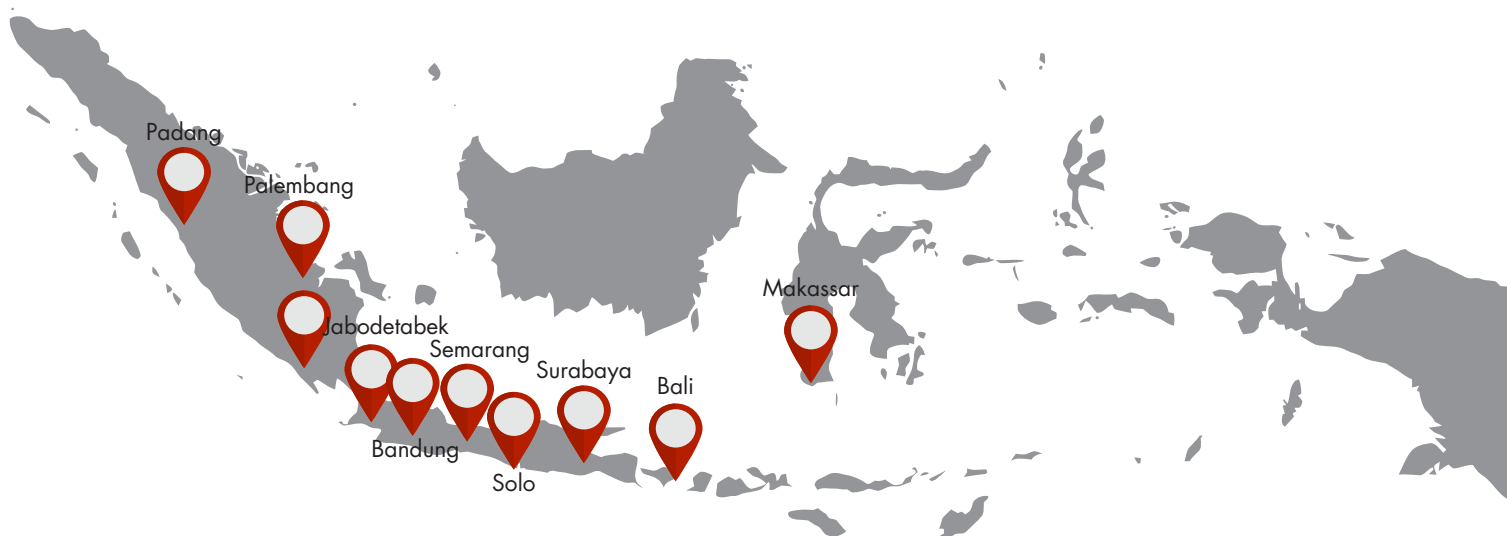 Padang
Palembang
Makassar
Jabodetabek
Semarang
Surabaya
Bali
Bandung
Solo